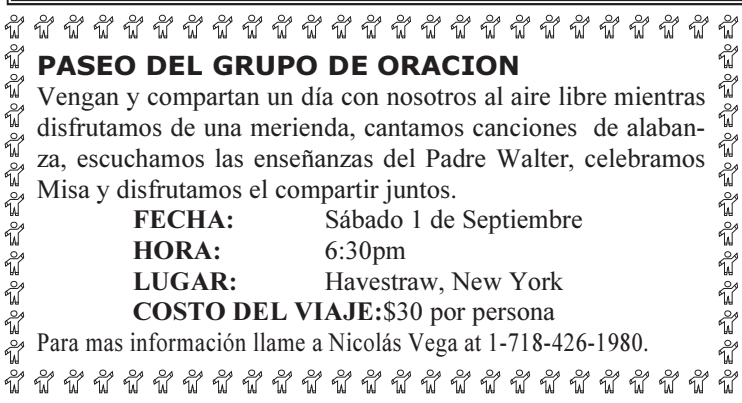 PASEO DEL GRUPO DE ORACION
Vengan y compartan un día con nosotros al aire libre mientras
disfrutamos de una merienda, cantamos canciones de alaban-
za, escuchamos las enseñanzas del Padre Walter, celebramos
Misa y disfrutamos el compartir juntos.
FECHA: Sábado 1 de Septiembre
HORA: 6:30pm
LUGAR: Havestraw, New York
COSTO DEL VIAJE:$30 por persona
Para mas información llame a Nicolás Vega at 1-718-426-1980.